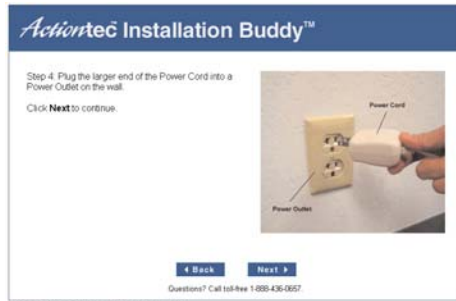 Actiontec Installation Buddy™
Step 4: Plug the larger end of the Power Cord into a
Power Outlet on the wall.
Click Next to continue.
Power Cord
Power Outlet
Back
Next
Questions? Call toll-free 1-888-436-0657.